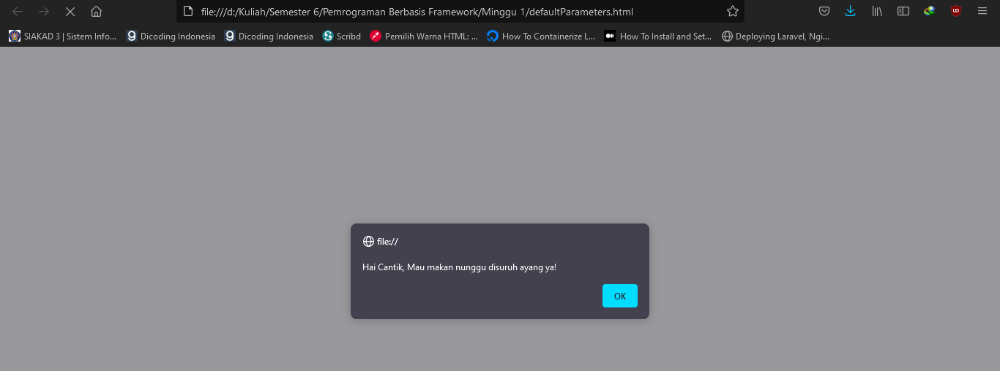 file:///d:/Kuliah/Semester 6/Pemrograman Berbasis Framework/Minggu 1/defaultParameters.html
SIAKAD 3 | Sistem Info... Dicoding Indonesia Dicoding Indonesia Scribd Pemilih Warna HTML: ... How To Containerize L... How To Install and Set... Deploying Laravel, Ngi...
file://
Hai Cantik, Mau makan nunggu disuruh ayang ya!
OK